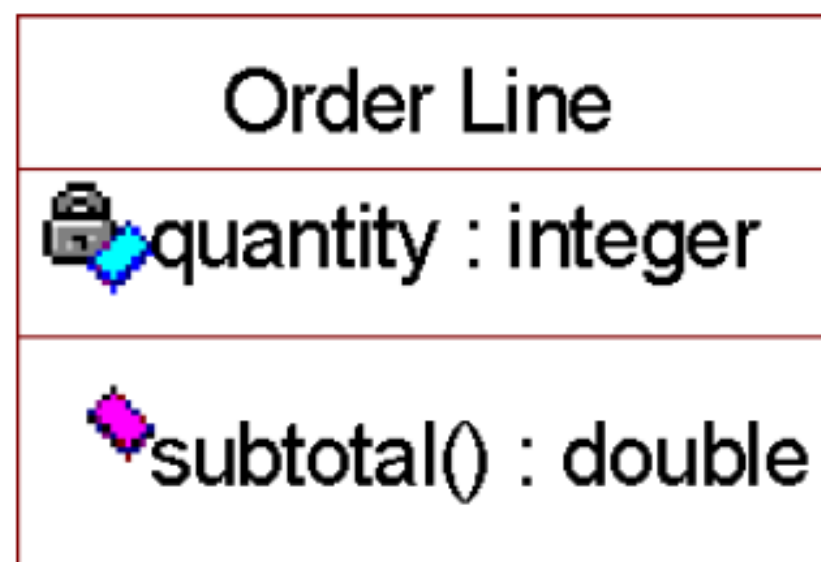 Order Line
quantity : integer
subtotal() : double